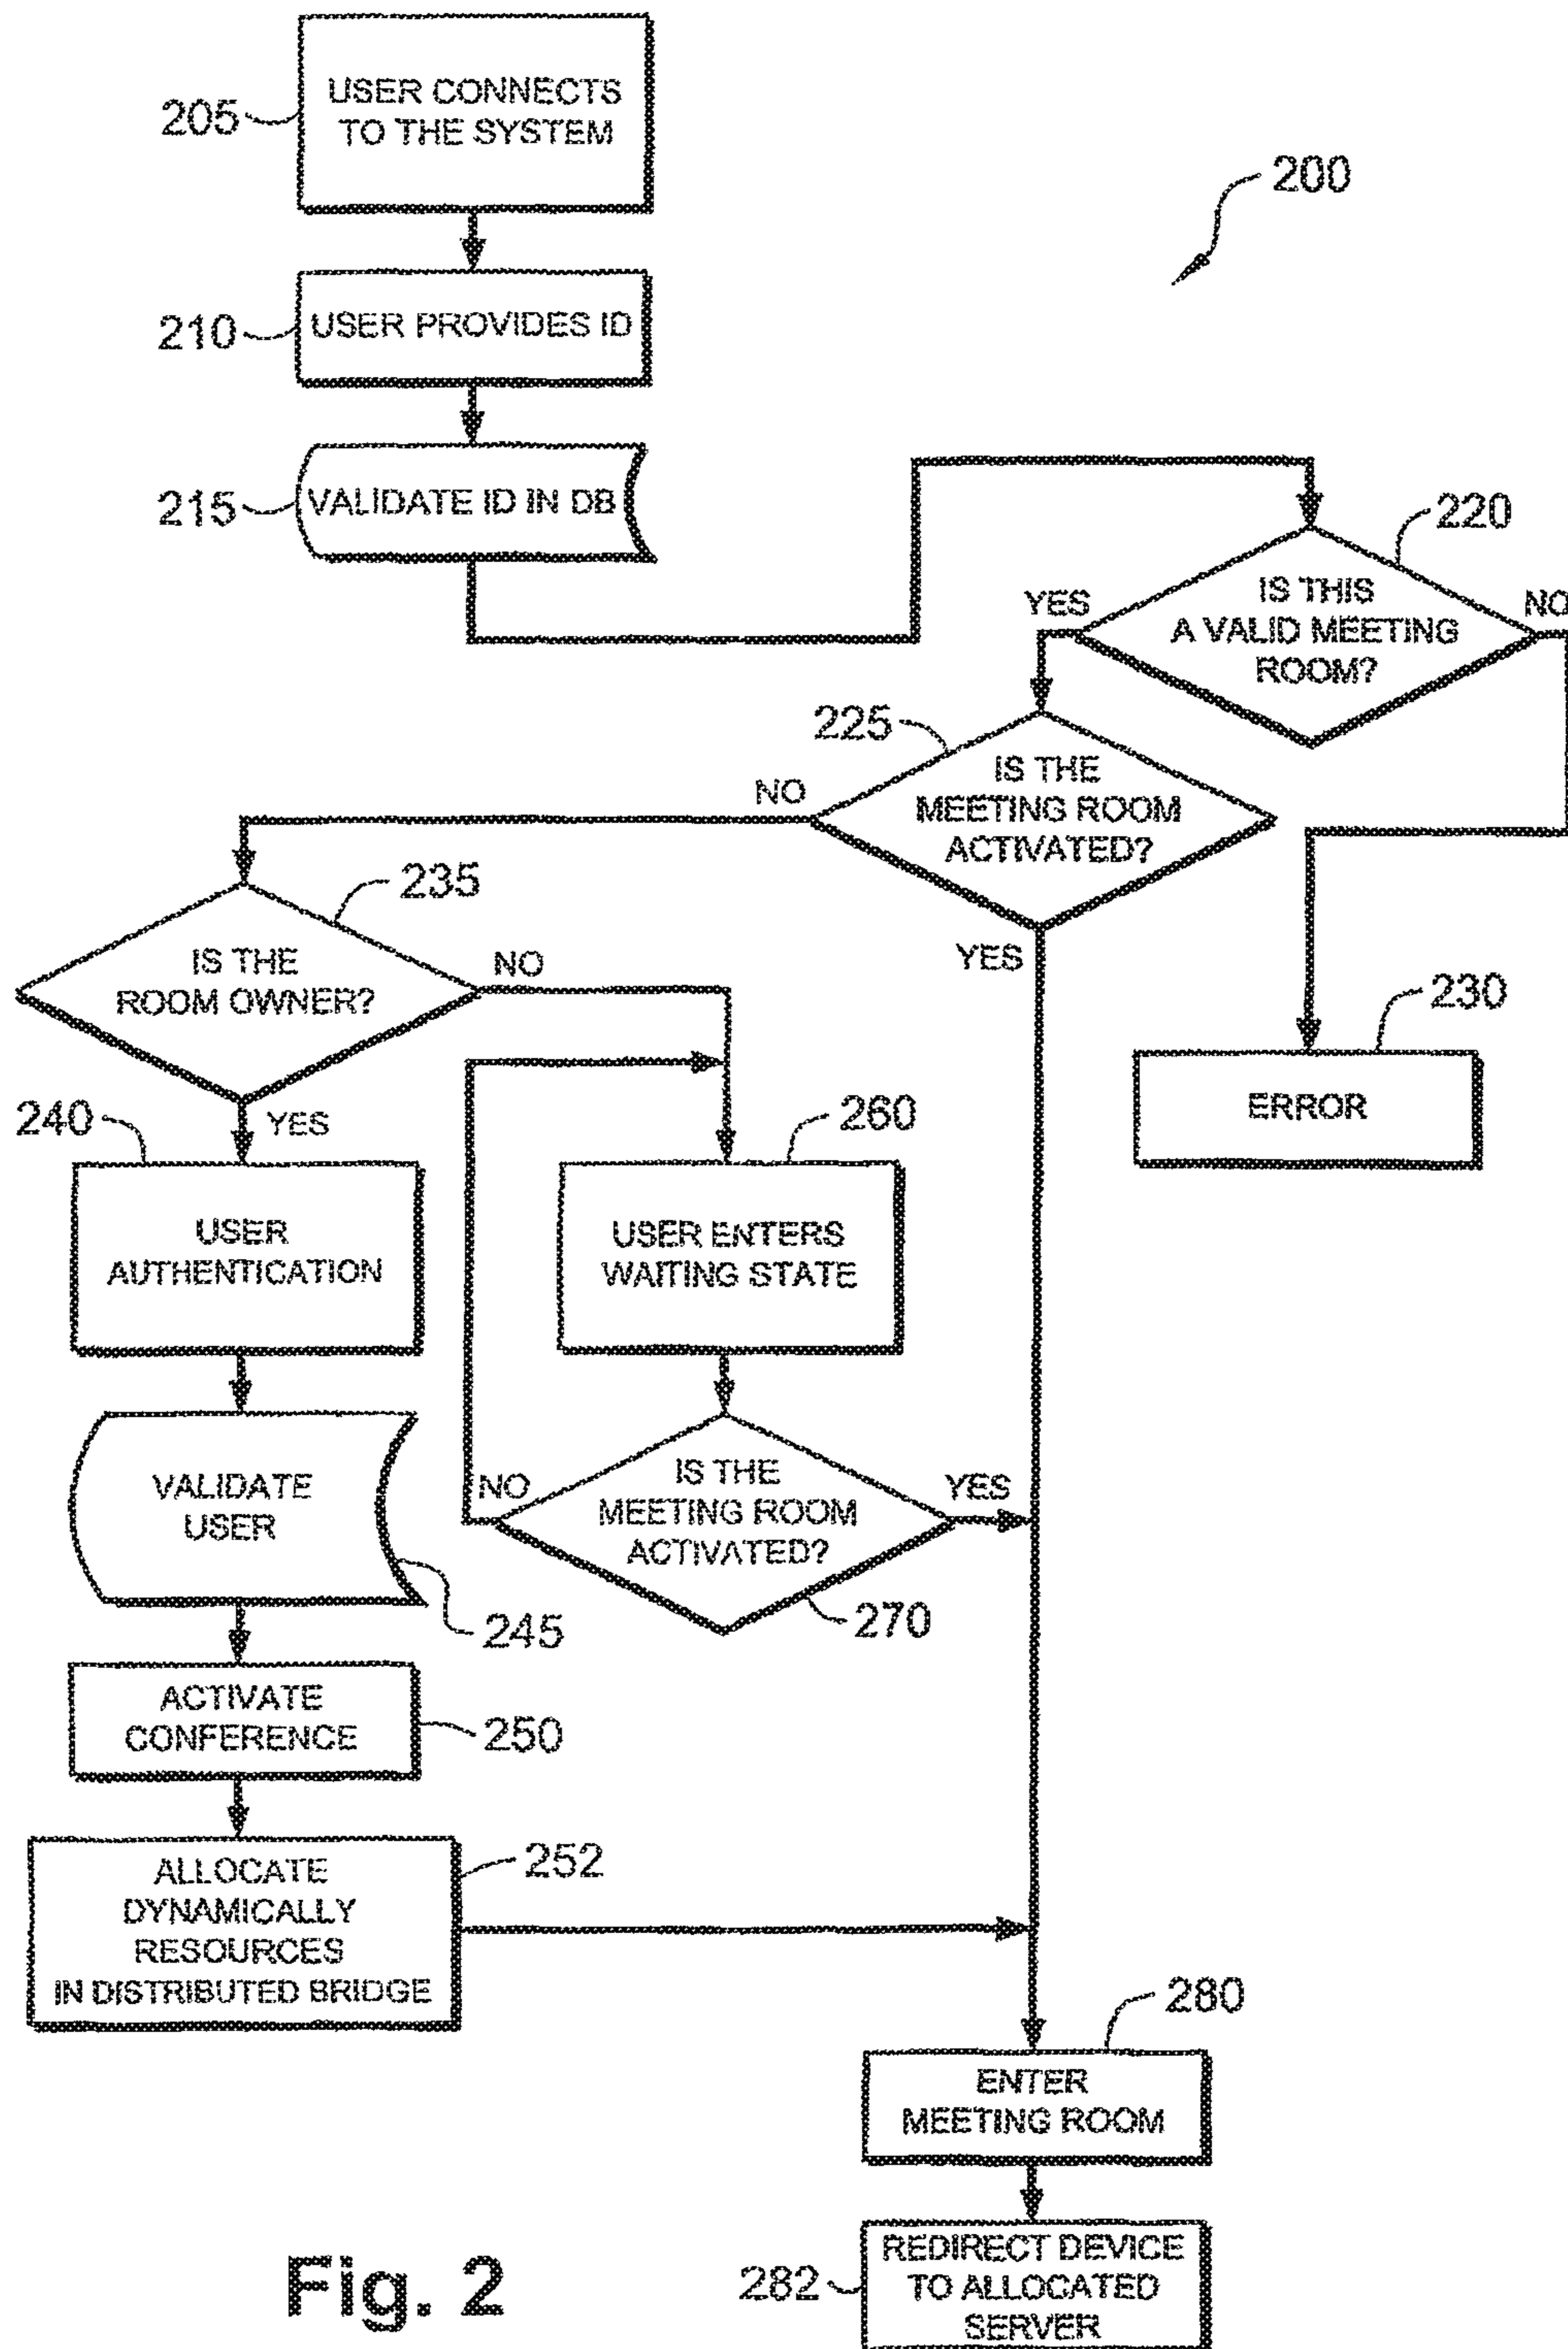 USER CONNECTS
TO THE SYSTEM
205
200
USER PROVIDES ID
210
VALIDATE ID IN DB
215
220
YES
IS THIS
A VALID MEETING
ROOM?
NO
225
NO
IS THE
MEETING ROOM
ACTIVATED?
YES
235
IS THE
ROOM OWNER?
NO
YES
230
ERROR
240
USER
AUTHENTICATION
260
USER ENTERS
WAITING STATE
VALIDATE
USER
245
NO
IS THE
MEETING ROOM
ACTIVATED?
YES
270
ACTIVATE
CONFERENCE
250
ALLOCATE
DYNAMICALLY
RESOURCES
IN DISTRIBUTED BRIDGE
252
280
ENTER
MEETING ROOM
REDIRECT DEVICE
TO ALLOCATED
SERVER
282
Fig. 2